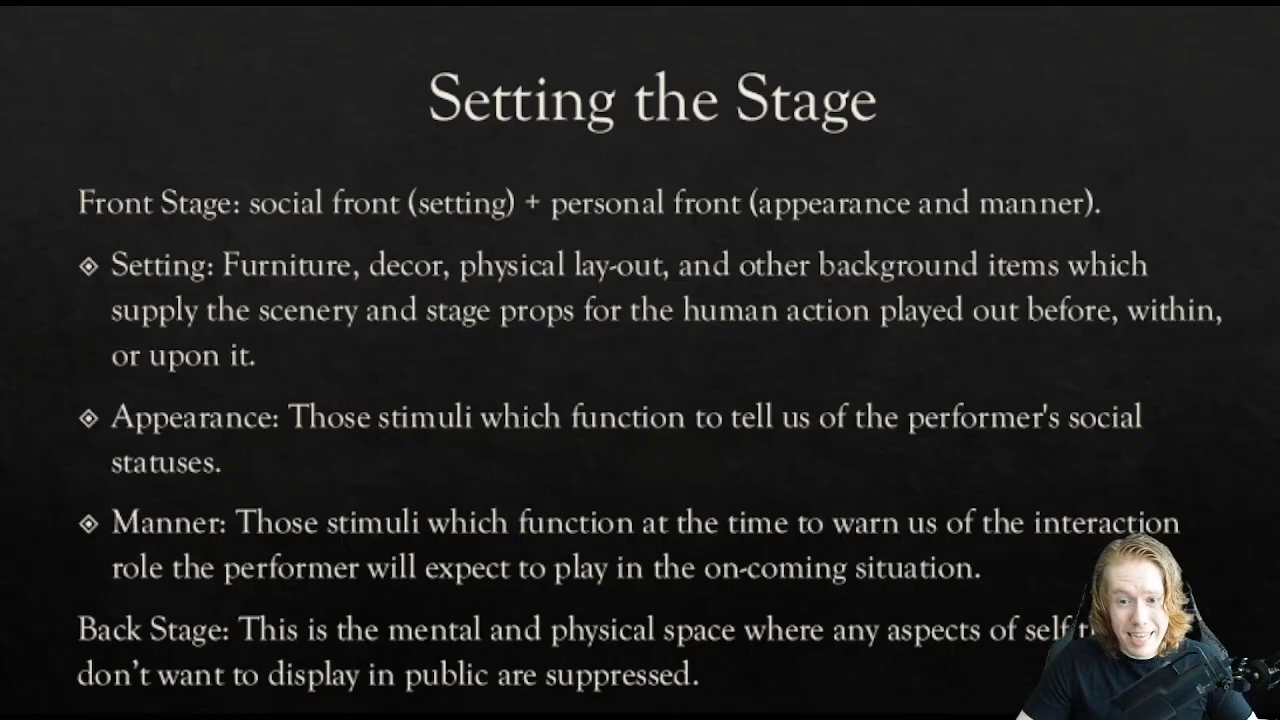 Setting the Stage
Front Stage: social front (setting) + personal front (appearance and manner).
Setting: Furniture, decor, physical lay-out, and other background items which
supply the scenery and stage props for the human action played out before, within,
or upon it.
Appearance: Those stimuli which function to tell us of the performer's social
statuses.
Manner: Those stimuli which function at the time to warn us of the interaction
role the performer will expect to play in the on-coming situation.
Back Stage: This is the mental and physical space where any aspects of self
don't want to display in public are suppressed.